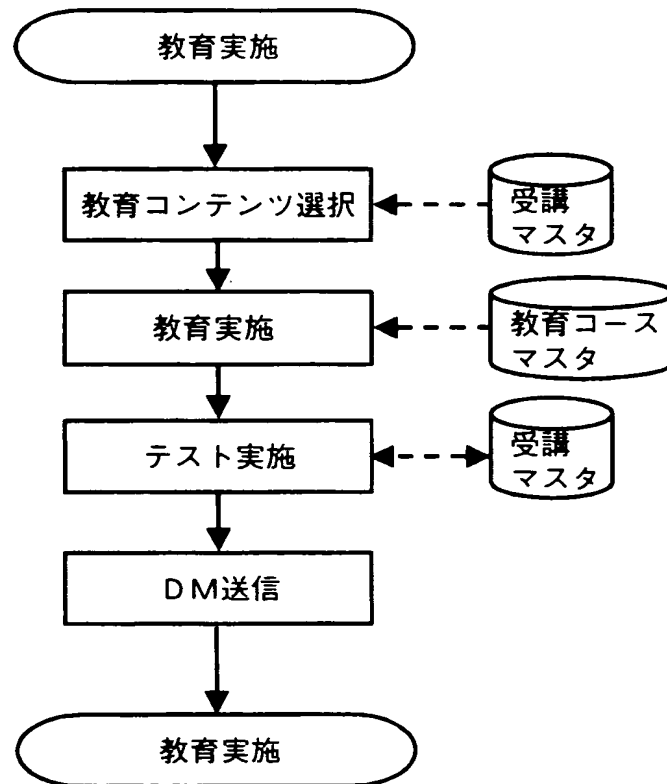 教育実施
教育コンテンツ選択
受講
マスタ
教育実施
教育コース
マスタ
テスト実施
受講
マスタ
ＤＭ送信
教育実施